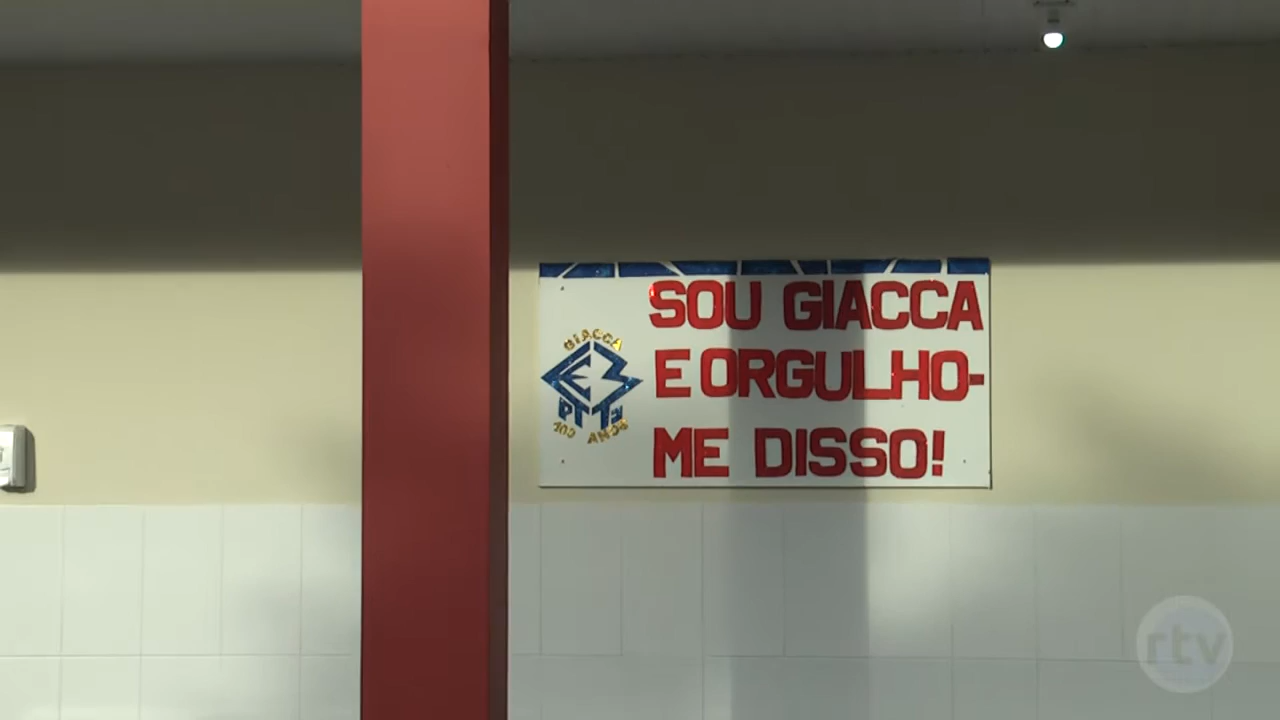 SOU GIACCA
E ORGULHO-
ME DISSO!
GIACCA
100 ANOS
rtv